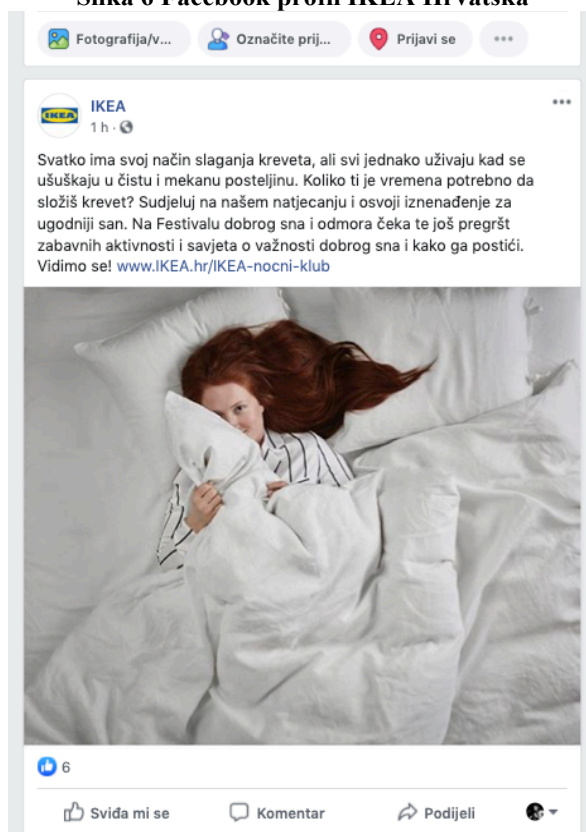 Slika 6 Facebook profil IKEA Hrvatska
Fotografija/v...
Označite prij...
Prijavi se
IKEA
IKEA
1 h ·
Svatko ima svoj način slaganja kreveta, ali svi jednako uživaju kad se
ušuškaju u čistu i mekanu posteljinu. Koliko ti je vremena potrebno da
složiš krevet? Sudjeluj na našem natjecanju i osvoji iznenađenje za
ugodniji san. Na Festivalu dobrog sna i odmora čeka te još pregršt
zabavnih aktivnosti i savjeta o važnosti dobrog sna i kako ga postići.
Vidimo se! www.IKEA.hr/IKEA-nocni-klub
6
Sviđa mi se
Komentar
Podijeli